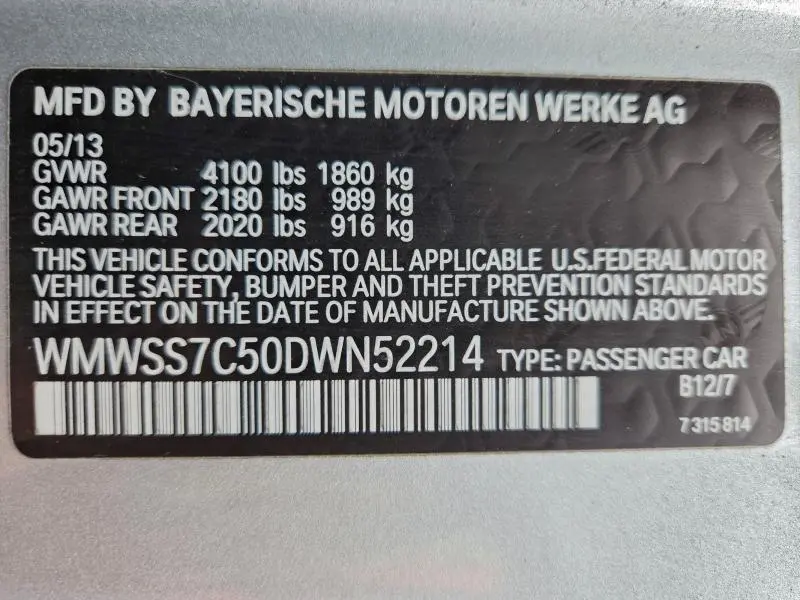 MFD BY BAYERISCHE MOTOREN WERKE AG
05/13
GVWR 4100 lbs 1860 kg
GAWR FRONT 2180 lbs 989 kg
GAWR REAR 2020 lbs 916 kg
THIS VEHICLE CONFORMS TO ALL APPLICABLE U.S.FEDERAL MOTOR
VEHICLE SAFETY, BUMPER AND THEFT PREVENTION STANDARDS
IN EFFECT ON THE DATE OF MANUFACTURE SHOWN ABOVE.
WMWSS7C50DWN52214 TYPE: PASSENGER CAR
B12/7
7 315 814